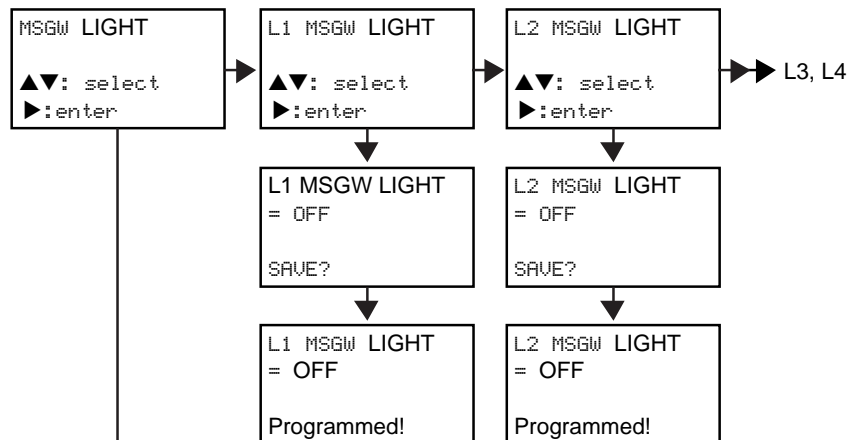 MSGW LIGHT
▲▼: select
▶:enter
L1 MSGW LIGHT
▲▼: select
▶:enter
L2 MSGW LIGHT
▲▼: select
▶:enter
L3, L4
L1 MSGW LIGHT
= OFF
SAVE?
L2 MSGW LIGHT
= OFF
SAVE?
L1 MSGW LIGHT
= OFF
Programmed!
L2 MSGW LIGHT
= OFF
Programmed!